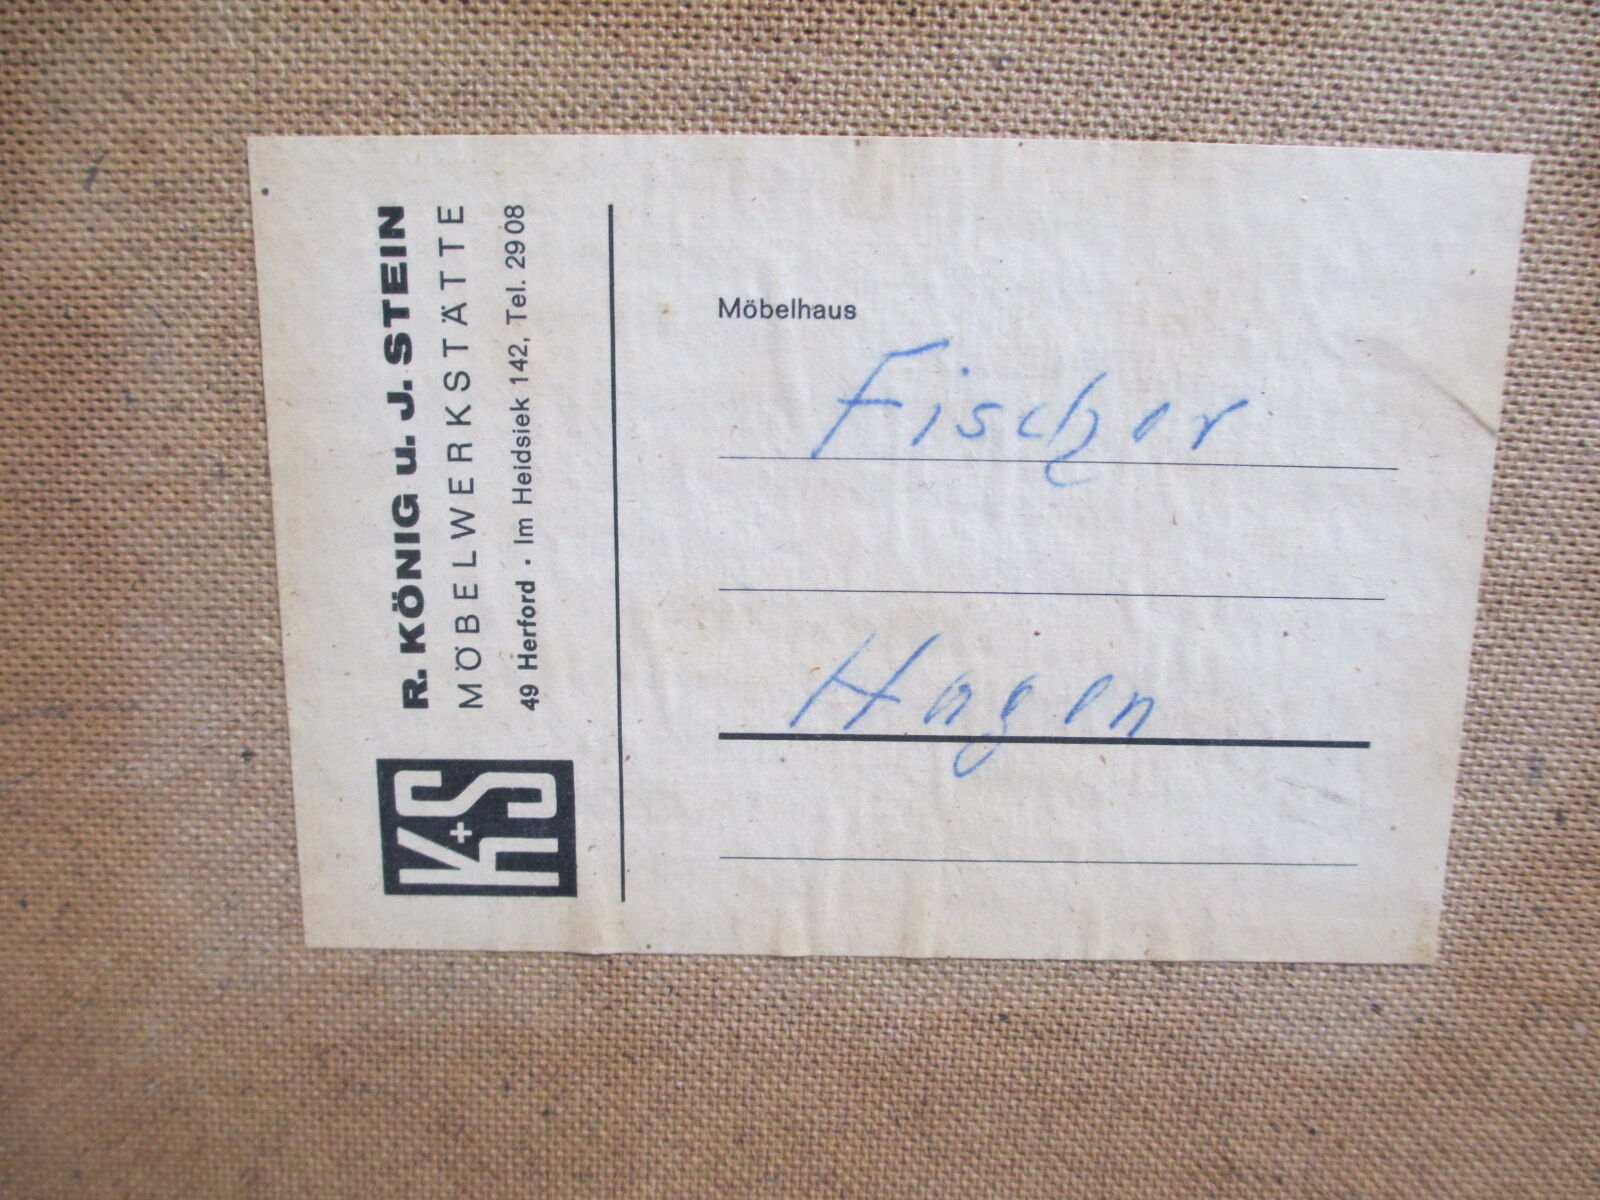 K+S
R. KÖNIG u. J. STEIN
MÖBELWERKSTÄTTE
49 Herford · Im Heidsiek 142, Tel. 2908
Möbelhaus
Fischer
Hagen